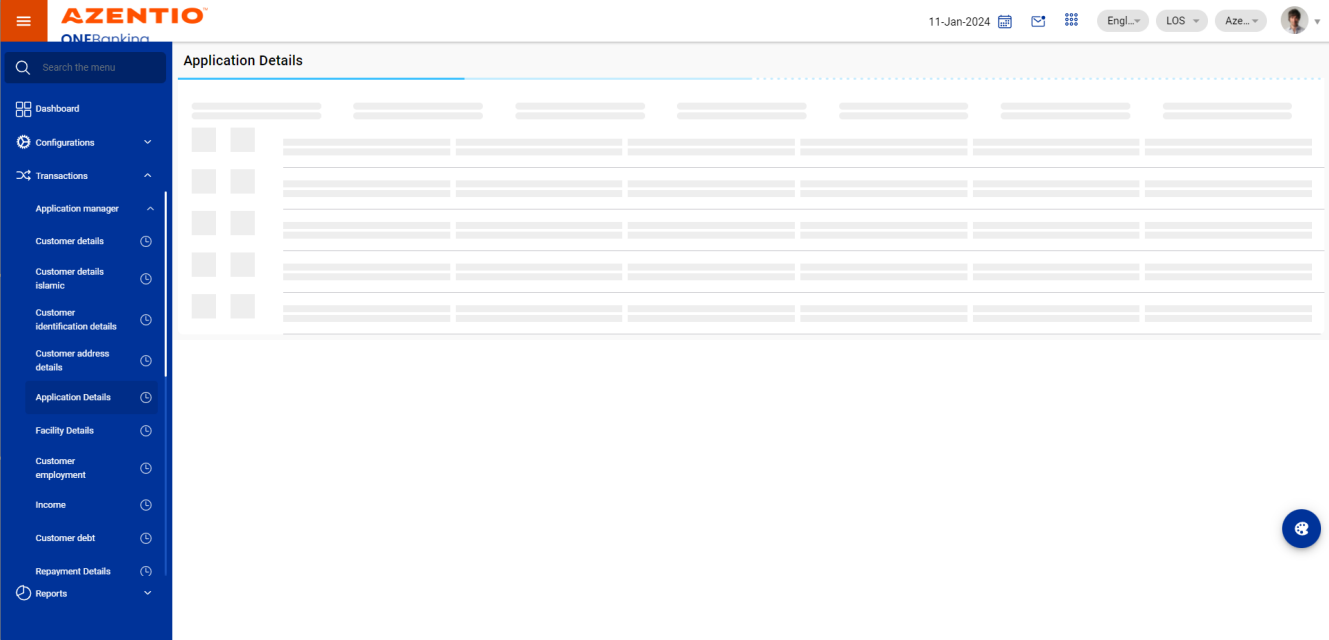 AZENTIO™
ONEBanking
11-Jan-2024
Engl...
LOS
Aze...
Search the menu
Application Details
Dashboard
Configurations
Transactions
Application manager
Customer details
Customer details
islamic
Customer
identification details
Customer address
details
Application Details
Facility Details
Customer
employment
Income
Customer debt
Repayment Details
Reports